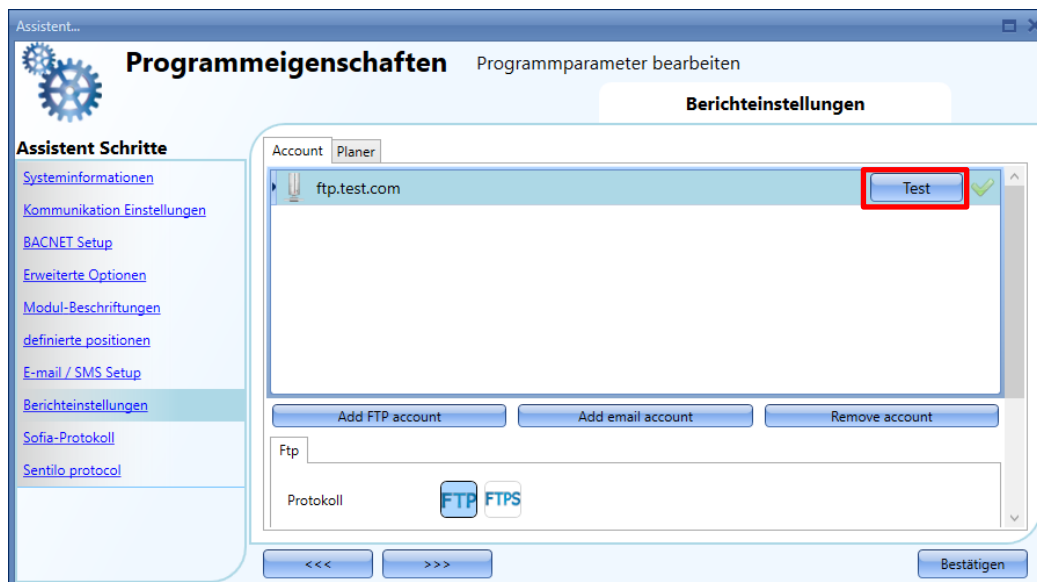 Assistent...
Programmeigenschaften Programmparameter bearbeiten
Berichteinstellungen
Assistent Schritte
Systeminformationen
Kommunikation Einstellungen
BACNET Setup
Erweiterte Optionen
Modul-Beschriftungen
definierte positionen
E-mail / SMS Setup
Berichteinstellungen
Sofia-Protokoll
Sentilo protocol
Account Planer
ftp.test.com Test
Add FTP account Add email account Remove account
Ftp
Protokoll FTP FTPS
<<< >>> Bestätigen